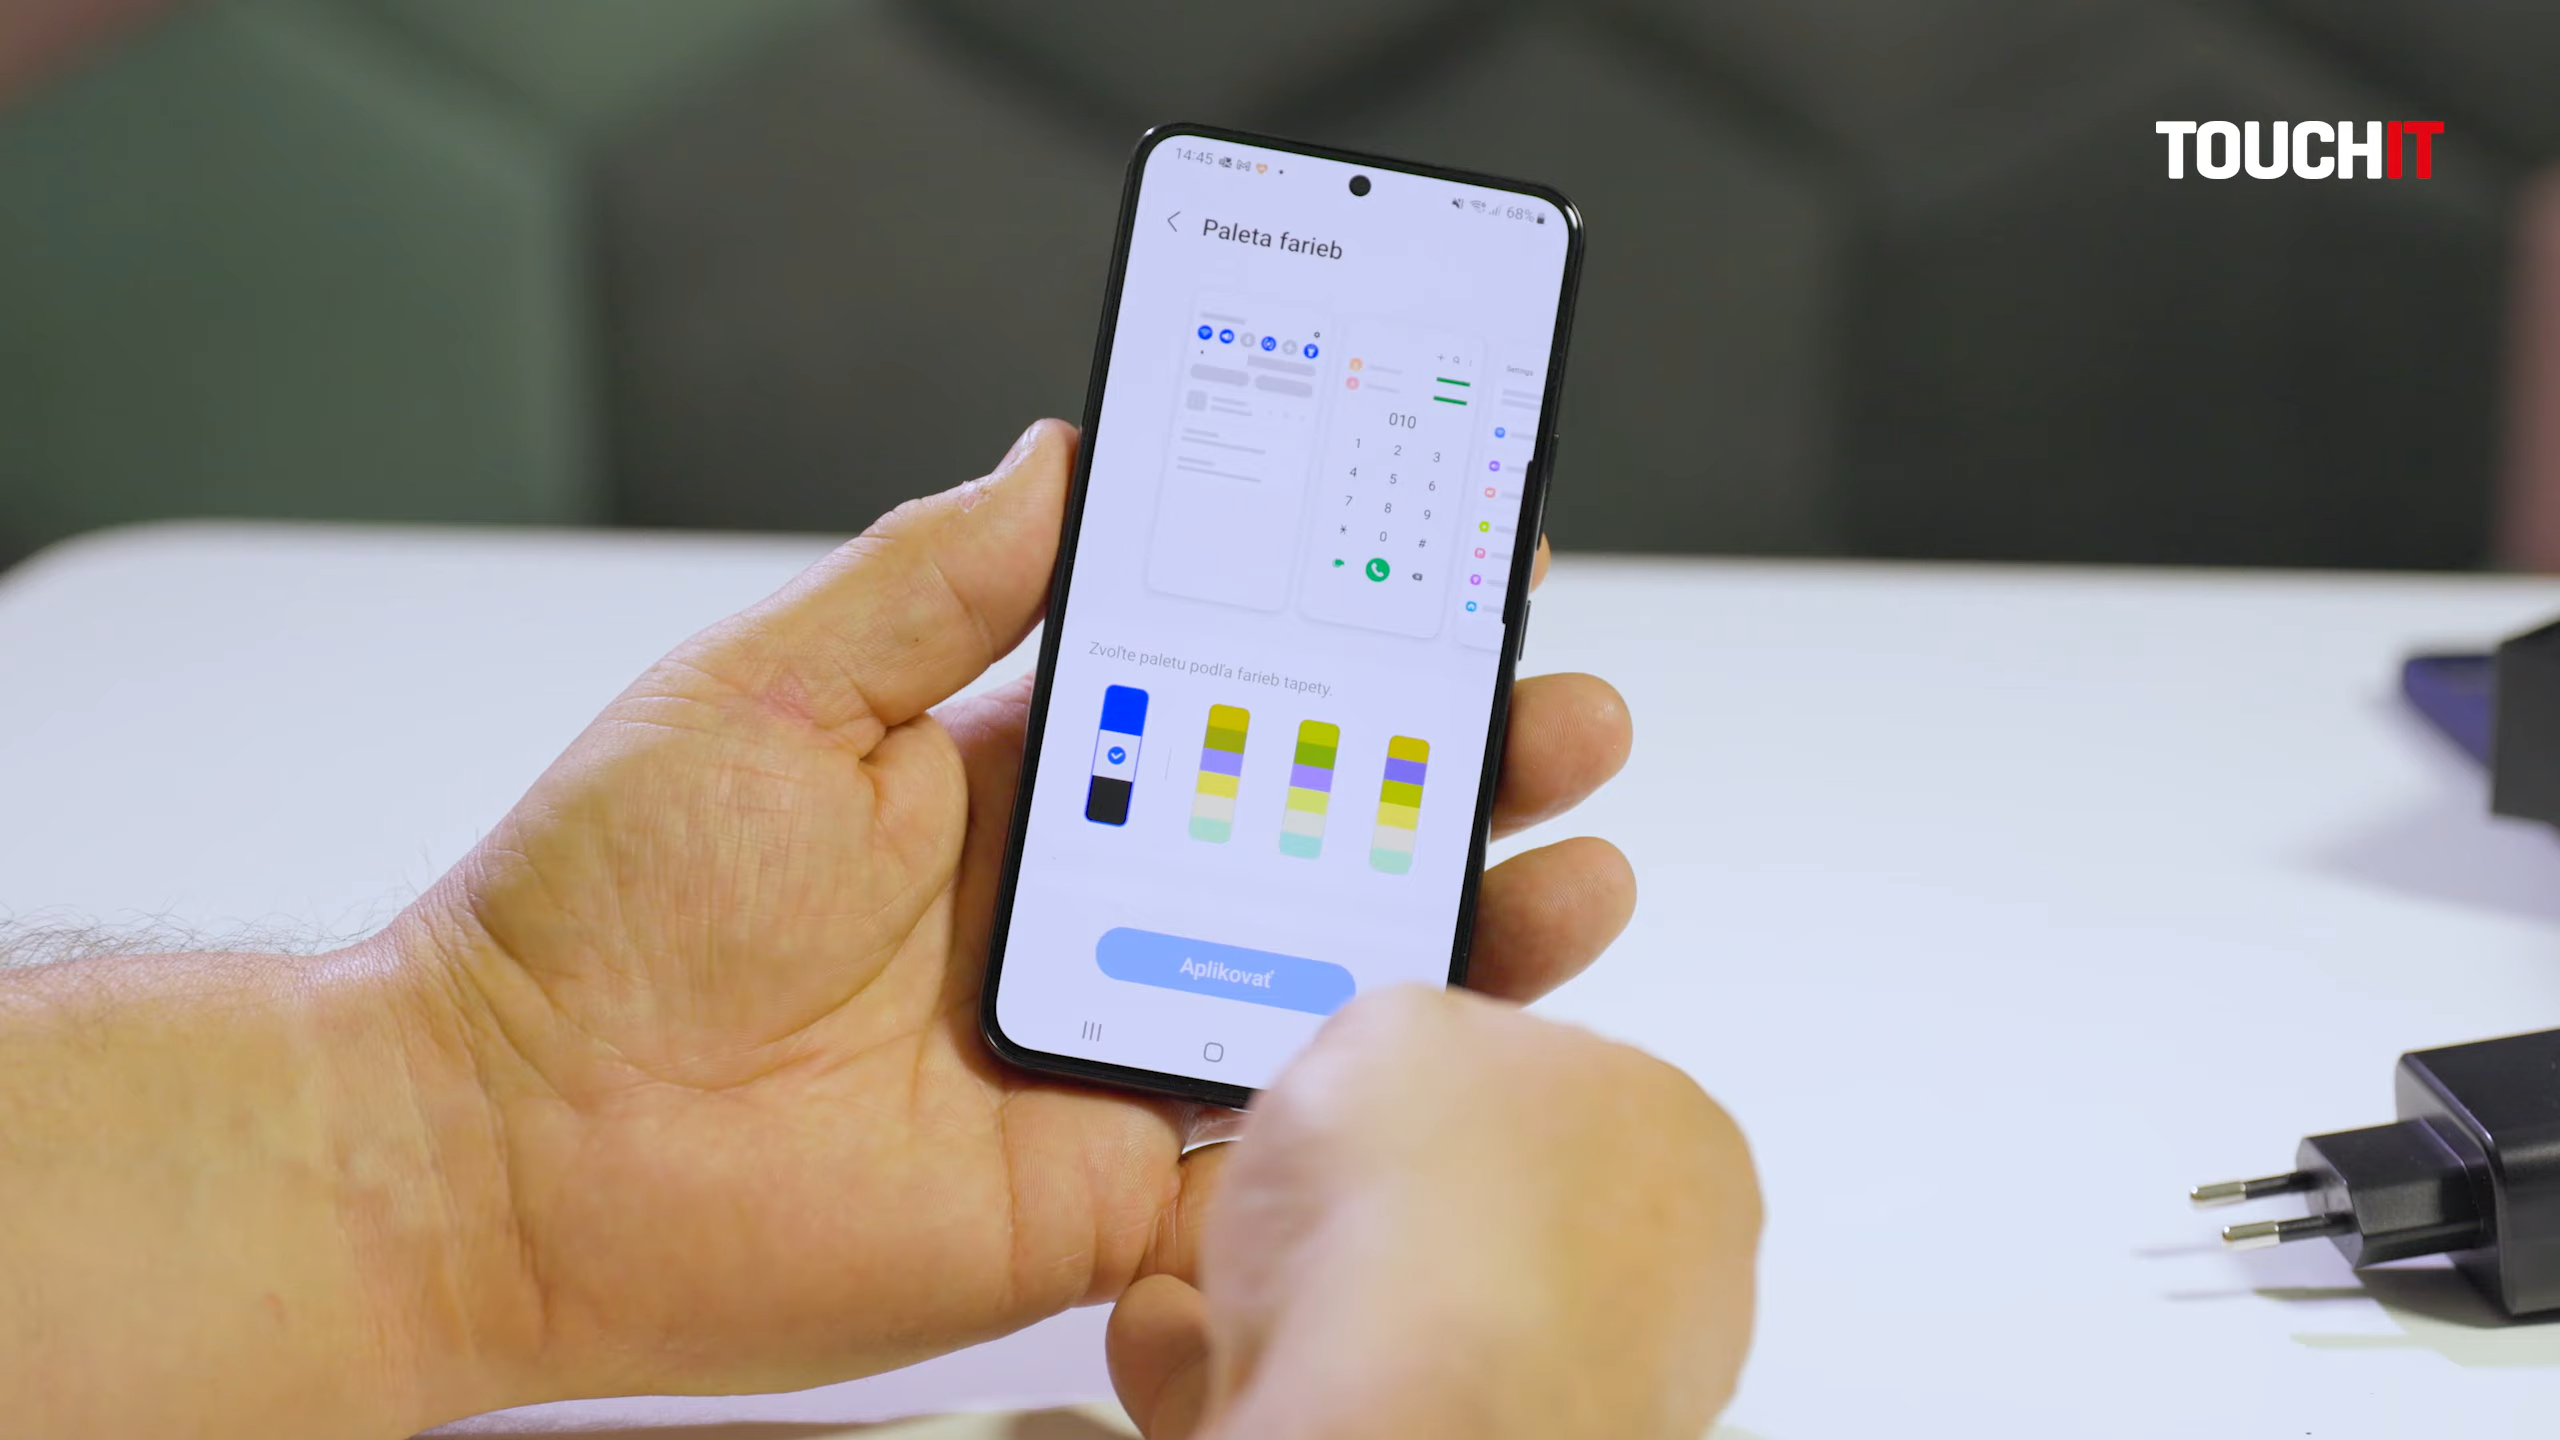 TOUCHIT
14:45
68%
Paleta farieb
Settings
010
1 2 3
4 5 6
7 8 9
* 0 #
Zvoľte paletu podľa farieb tapety.
Aplikovať